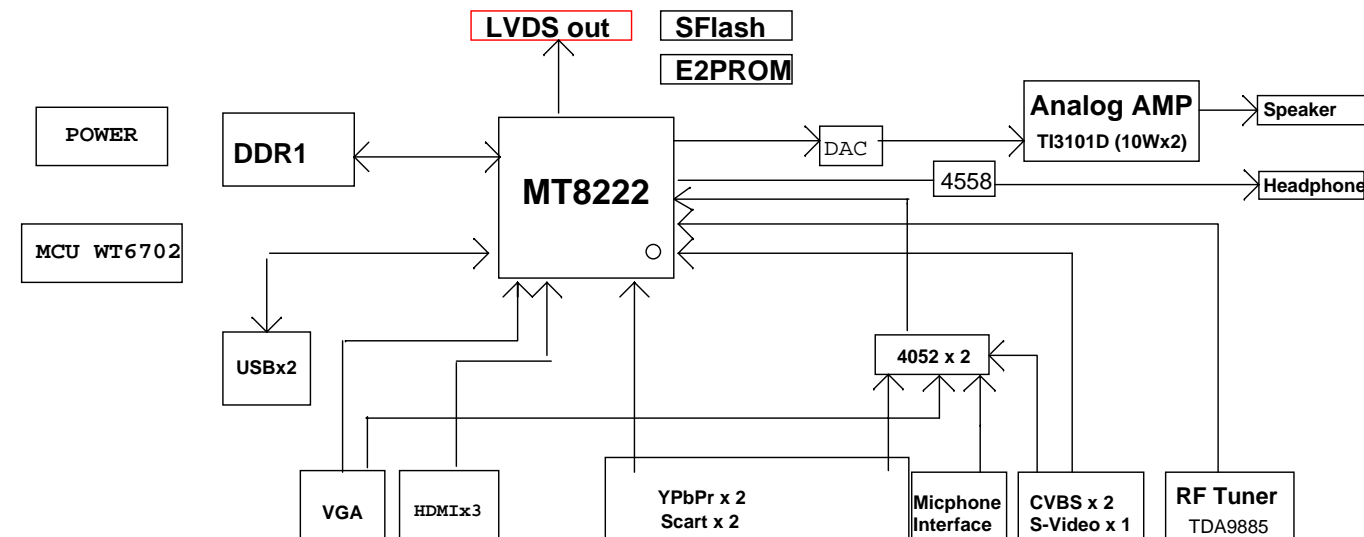 LVDS out
SFlash
E2PROM
POWER
DDR1
MT8222
DAC
Analog AMP
TI3101D (10Wx2)
Speaker
4558
Headphone
MCU WT6702
USBx2
4052 x 2
VGA
HDMIx3
YPbPr x 2
Scart x 2
Micphone
Interface
CVBS x 2
S-Video x 1
RF Tuner
TDA9885